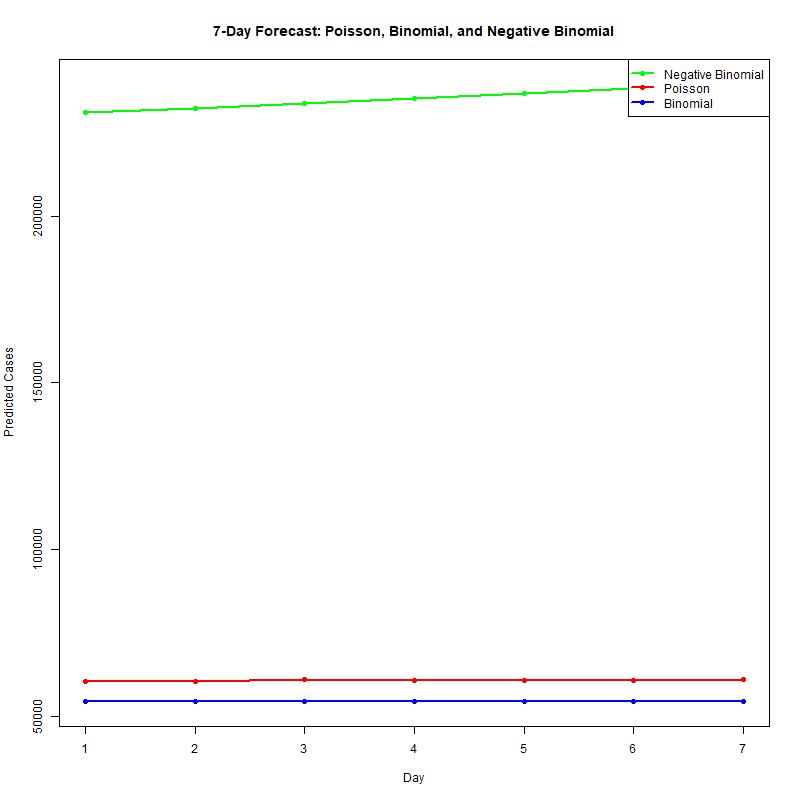 7-Day Forecast: Poisson, Binomial, and Negative Binomial
Negative Binomial
Poisson
Binomial
Predicted Cases
200000
150000
100000
50000
1 2 3 4 5 6 7
Day